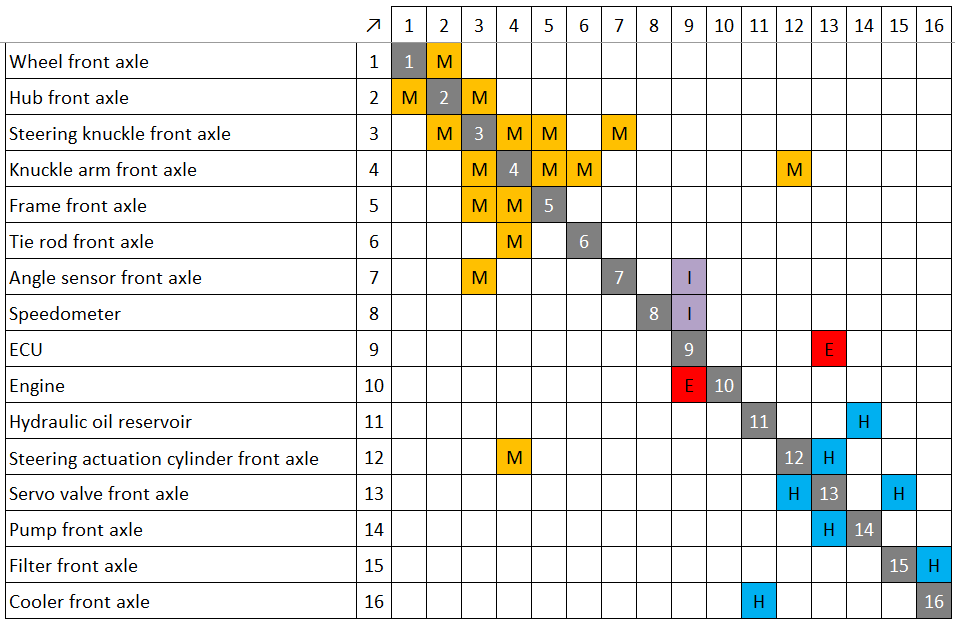 ↗ 1 2 3 4 5 6 7 8 9 10 11 12 13 14 15 16
Wheel front axle 1 1 M
Hub front axle 2 M 2 M
Steering knuckle front axle 3 M 3 M M M
Knuckle arm front axle 4 M 4 M M M
Frame front axle 5 M M 5
Tie rod front axle 6 M 6
Angle sensor front axle 7 M 7 I
Speedometer 8 8 I
ECU 9 9 E
Engine 10 E 10
Hydraulic oil reservoir 11 11 H
Steering actuation cylinder front axle 12 M 12 H
Servo valve front axle 13 H 13 H
Pump front axle 14 H 14
Filter front axle 15 15 H
Cooler front axle 16 H 16